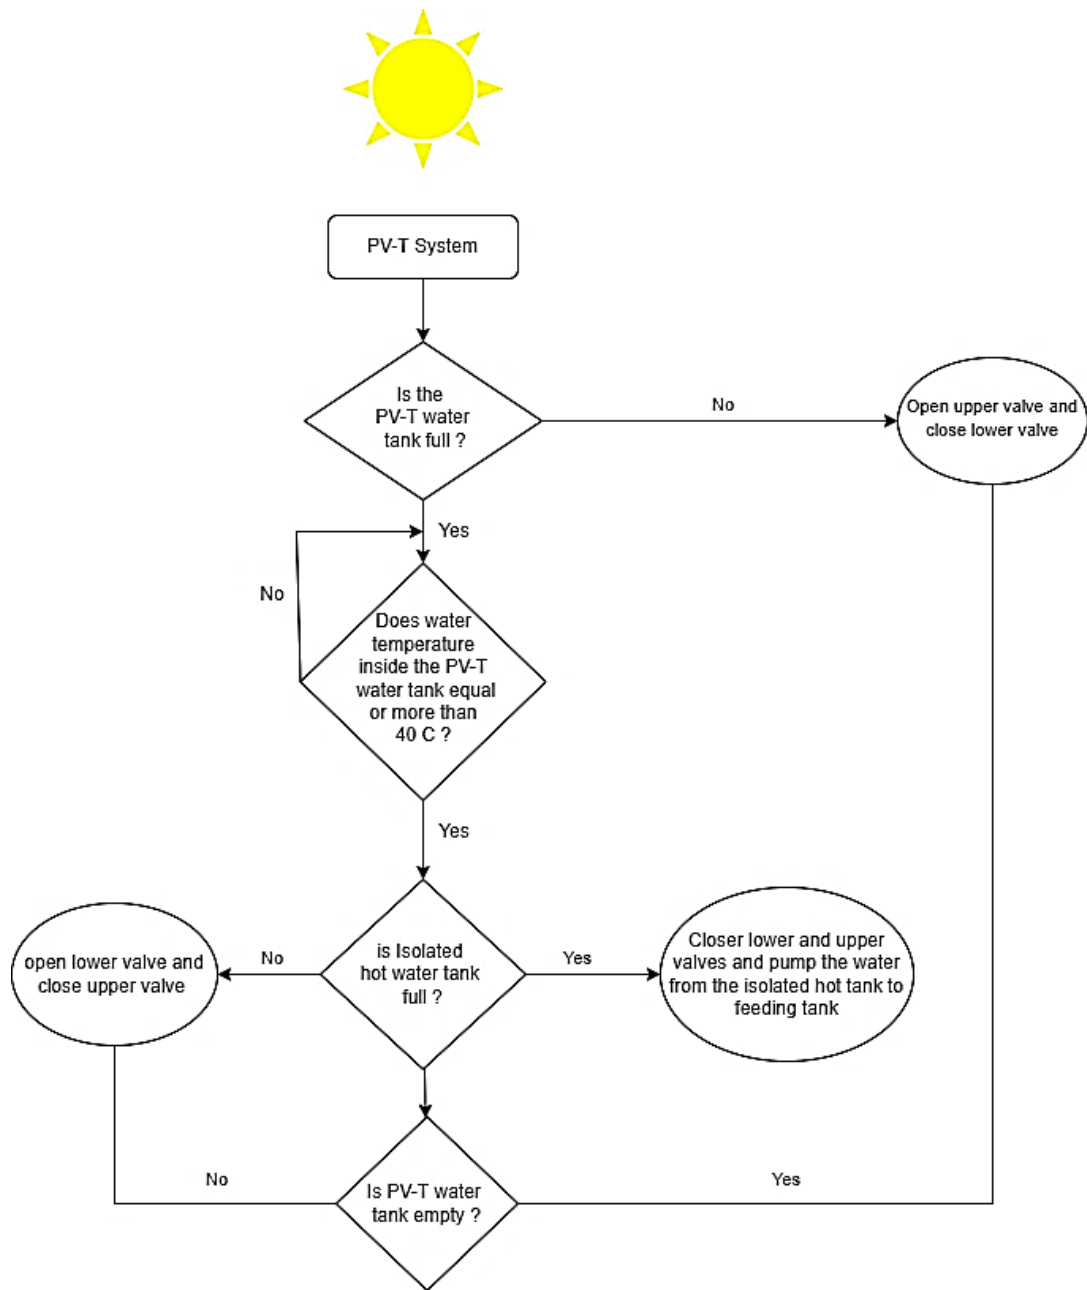 PV-T System
Is the
PV-T water
tank full ?
No
Open upper valve and
close lower valve
Yes
No
Does water
temperature
inside the PV-T
water tank equal
or more than
40 C ?
Yes
open lower valve and
close upper valve
No
is Isolated
hot water tank
full ?
Yes
Closer lower and upper
valves and pump the water
from the isolated hot tank to
feeding tank
No
Is PV-T water
tank empty ?
Yes